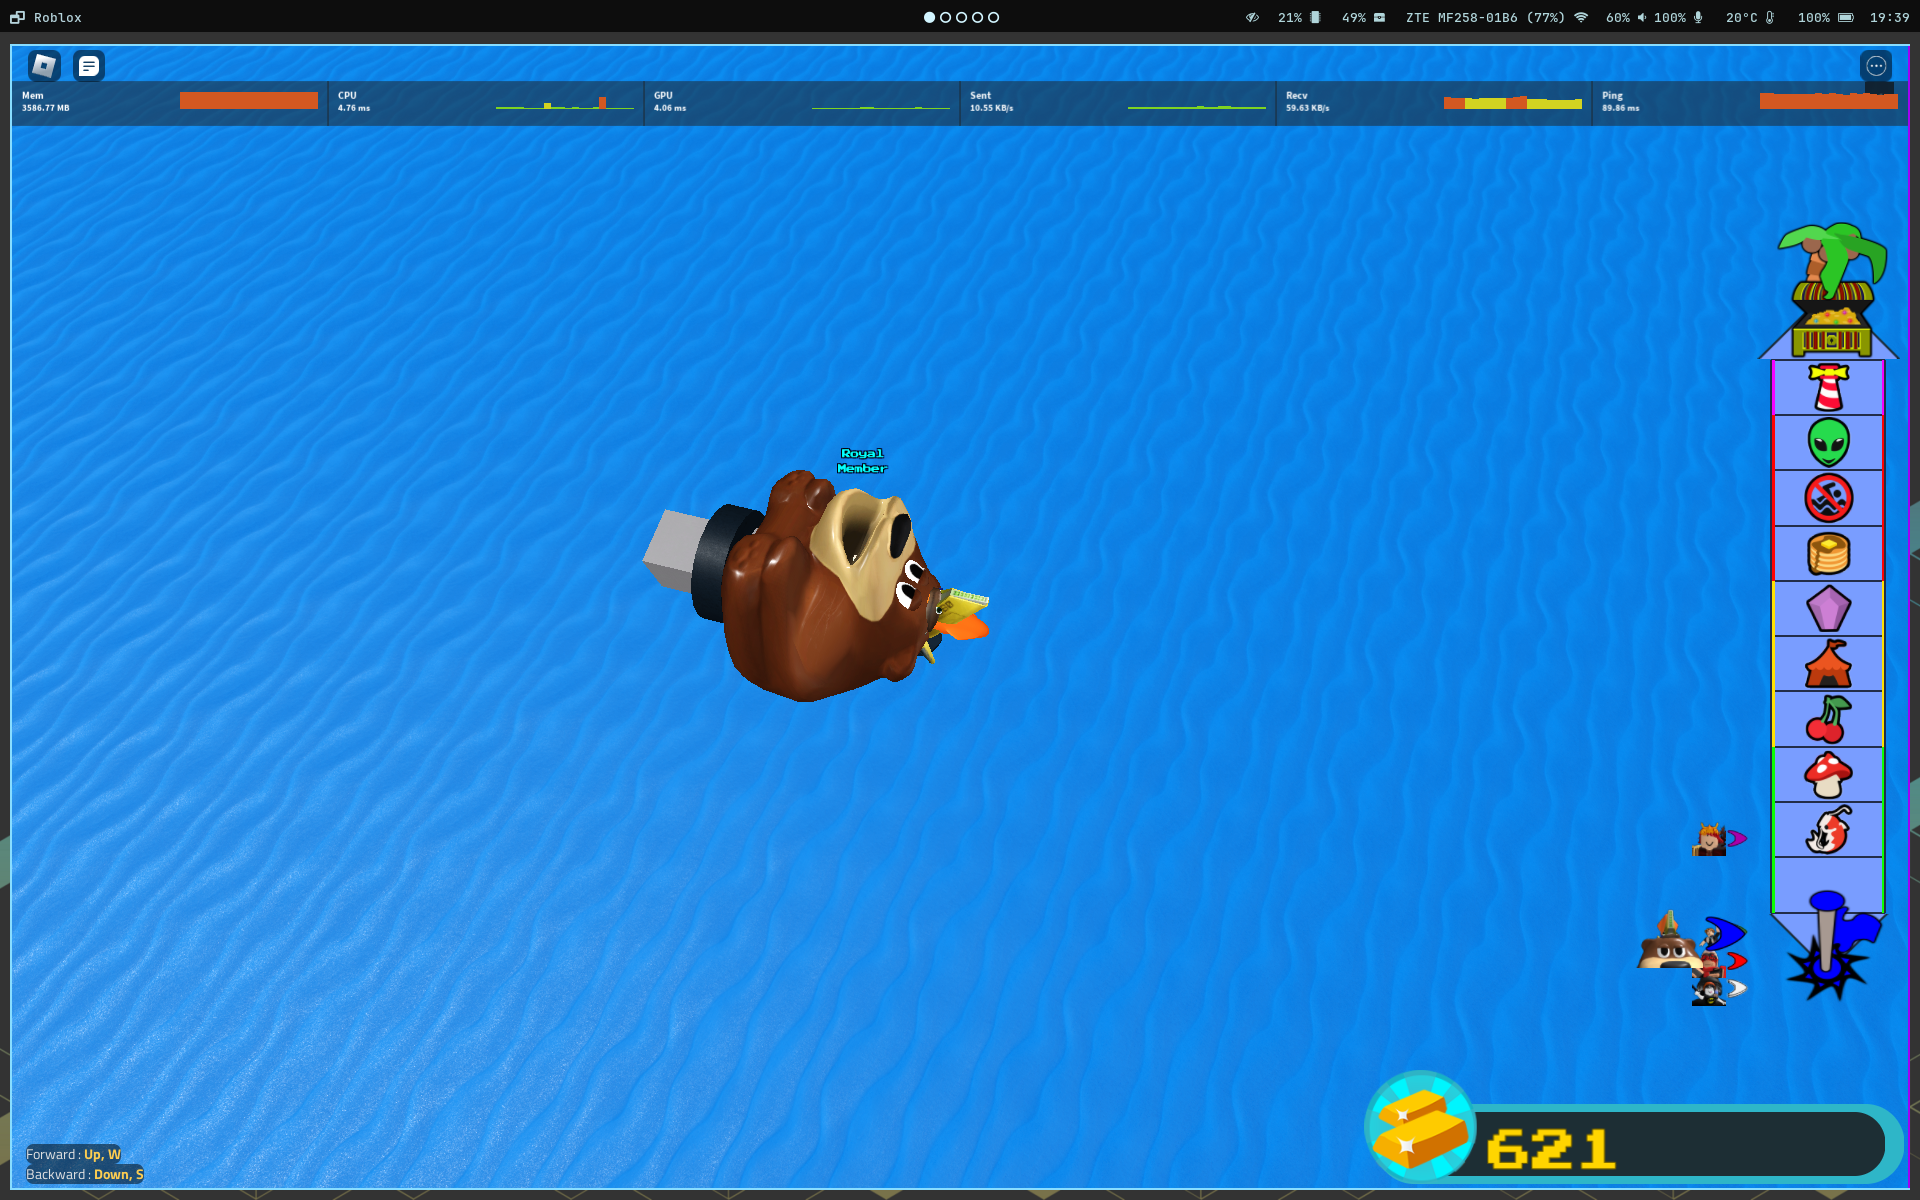 Roblox
21% 49% ZTE MF258-01B6 (77%) 60% 100% 20°C 100% 19:39
Mem
3586.77 MB
CPU
4.76 ms
GPU
4.06 ms
Sent
10.55 KB/s
Recv
59.63 KB/s
Ping
89.86 ms
Royal
Member
621
Forward : Up, W
Backward : Down, S